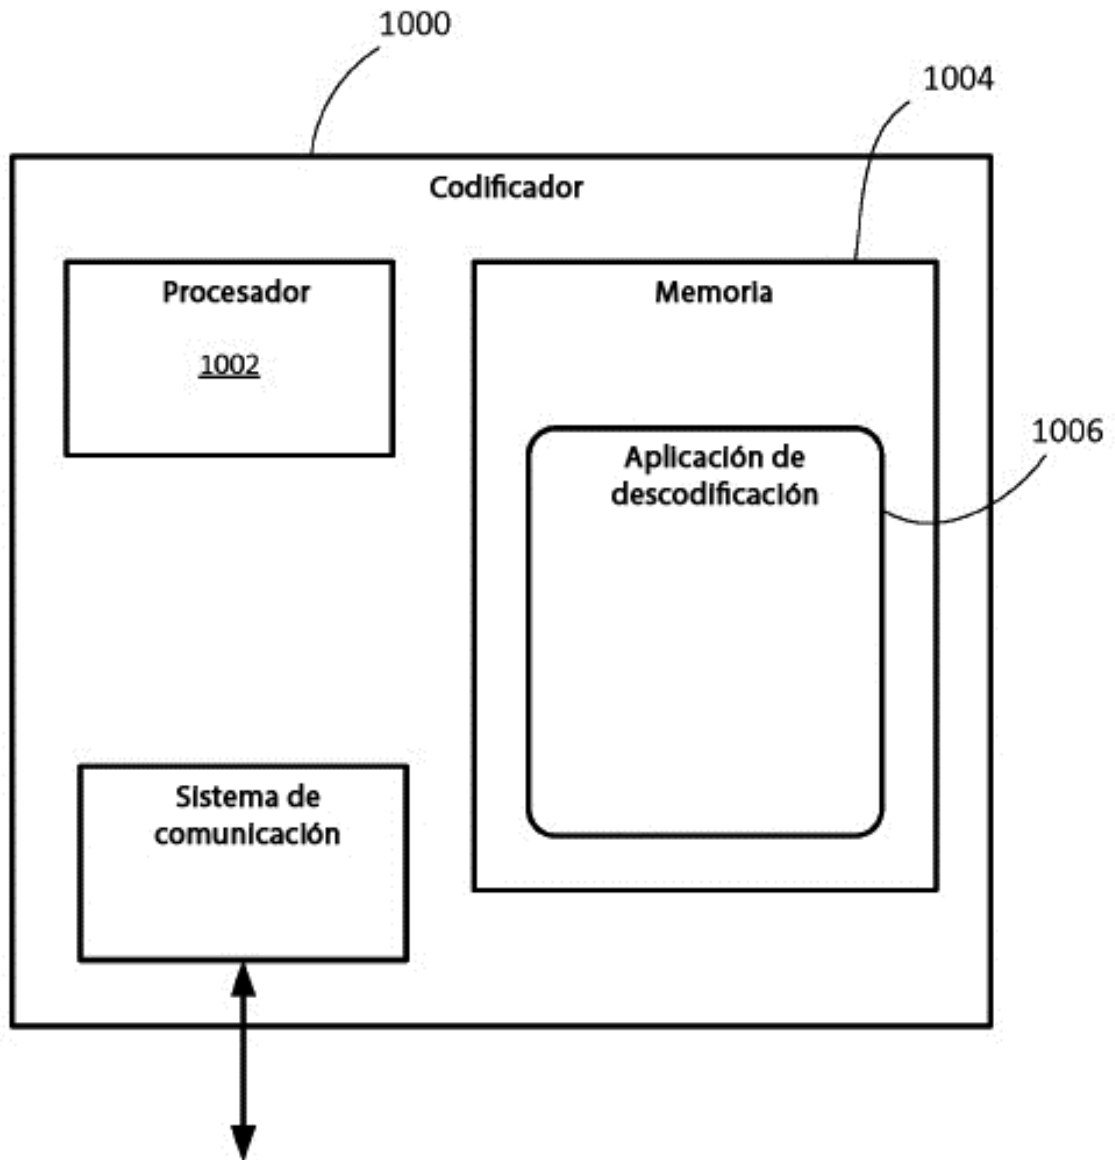 1000
1004
Codificador
Procesador
1002
Memoria
1006
Aplicación de
descodificación
Sistema de
comunicación